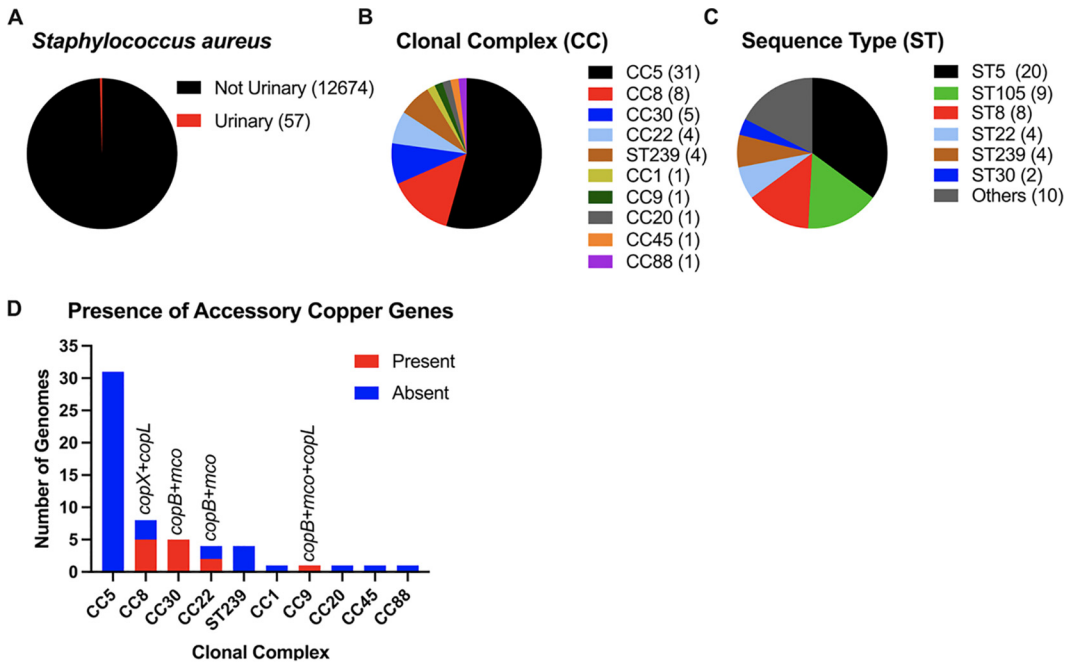 A
Staphylococcus aureus
Not Urinary (12674)
Urinary (57)
B
Clonal Complex (CC)
CC5 (31)
CC8 (8)
CC30 (5)
CC22 (4)
ST239 (4)
CC1 (1)
CC9 (1)
CC20 (1)
CC45 (1)
CC88 (1)
C
Sequence Type (ST)
ST5 (20)
ST105 (9)
ST8 (8)
ST22 (4)
ST239 (4)
ST30 (2)
Others (10)
D
Presence of Accessory Copper Genes
Number of Genomes
35
30
25
20
15
10
5
0
copX+copL
copB+mco
copB+mco
copB+mco+copL
Present
Absent
CC5
CC8
CC30
CC22
ST239
CC1
CC9
CC20
CC45
CC88
Clonal Complex